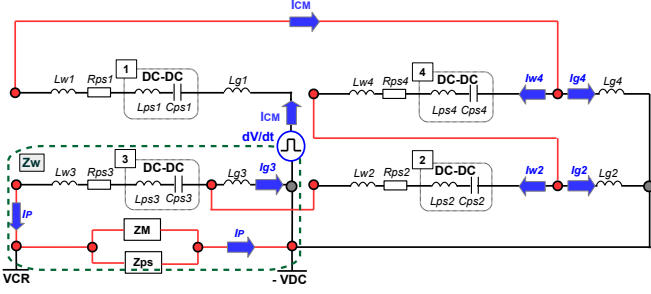 ICM
1
4
Lw1
Rps1
DC-DC
Lg1
Lw4
Rps4
DC-DC
Iw4
Ig4
Lg4
Lps1
Cps1
Lps4
Cps4
ICM
dV/dt
Zw
3
2
Lw3
Rps3
DC-DC
Lg3
Ig3
Lw2
Rps2
DC-DC
Iw2
Ig2
Lg2
Lps3
Cps3
Lps2
Cps2
IP
ZM
IP
Zps
VCR
- VDC